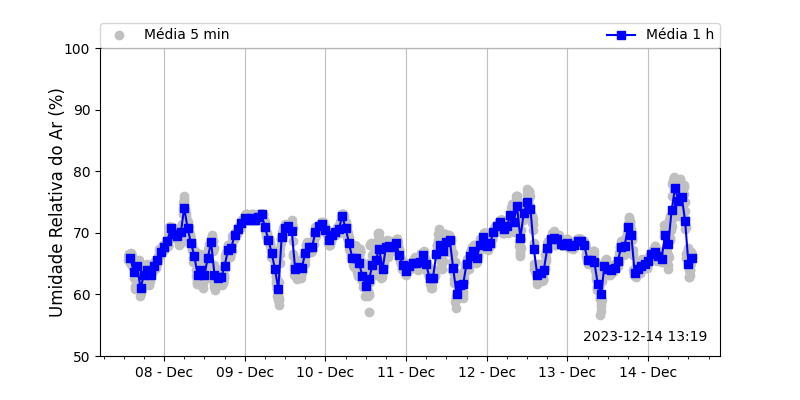 Média 5 min
Média 1 h
100
90
80
70
60
50
Umidade Relativa do Ar (%)
2023-12-14 13:19
08 - Dec
09 - Dec
10 - Dec
11 - Dec
12 - Dec
13 - Dec
14 - Dec